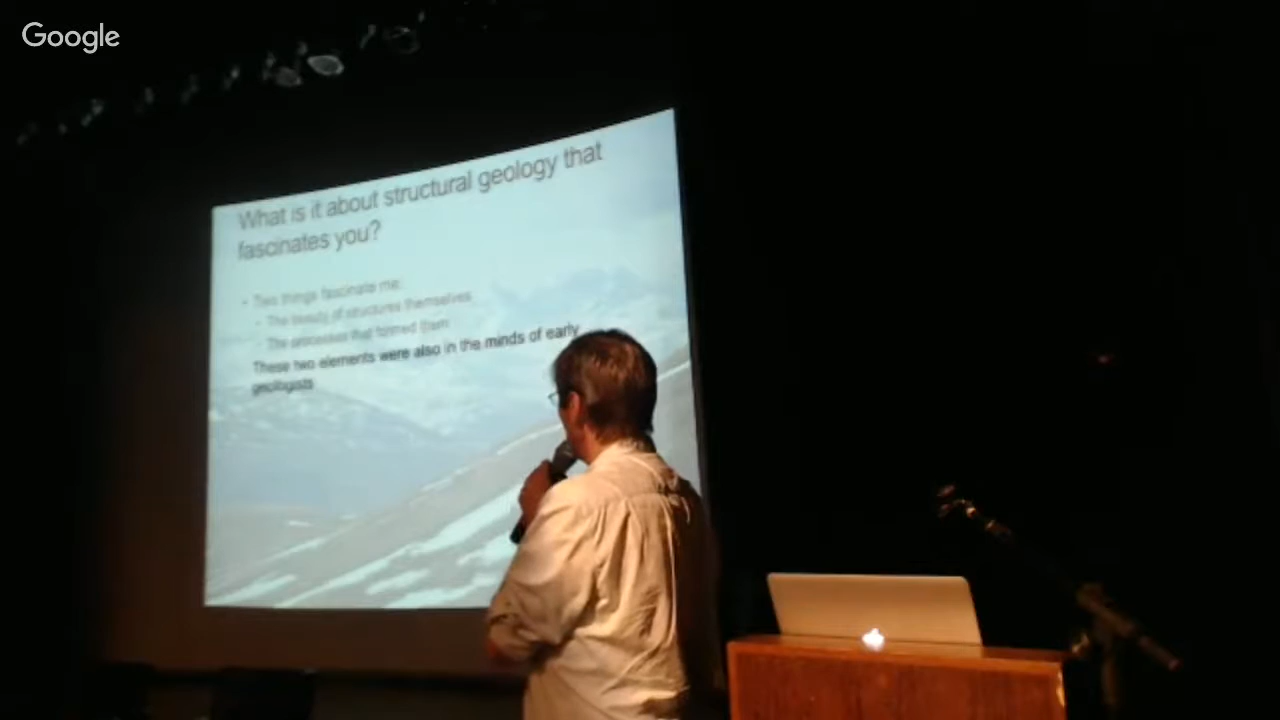 Google
What is it about structural geology that
fascinates you?
• Two things fascinate me:
- The beauty of structures themselves
- The processes that formed them
These two elements were also in the minds of early
geologists